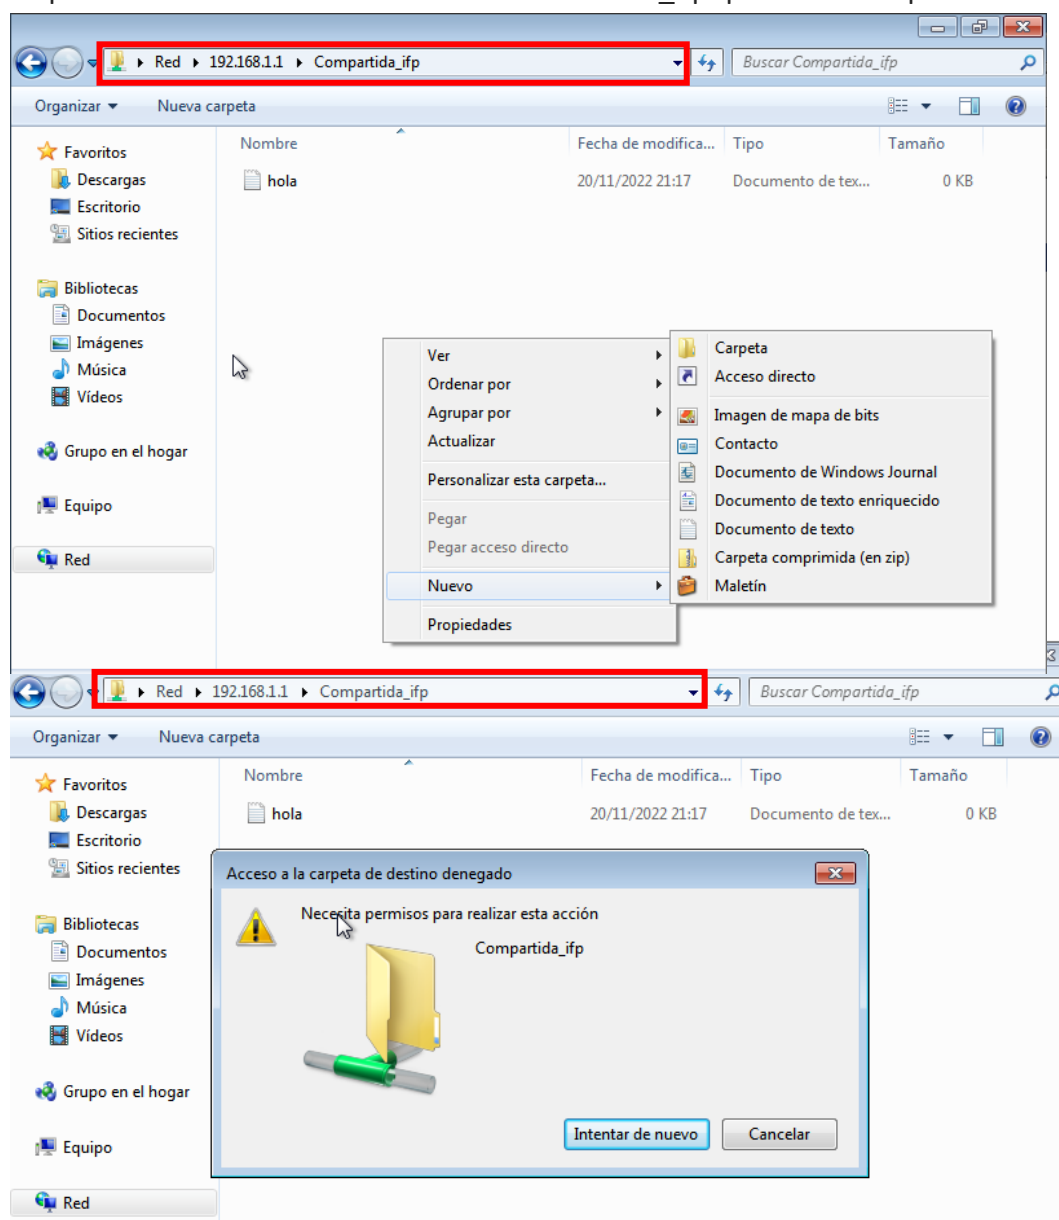 Red ▸ 192.168.1.1 ▸ Compartida_ifp
Buscar Compartida_ifp
Organizar Nueva carpeta
Nombre Fecha de modifica... Tipo Tamaño
hola 20/11/2022 21:17 Documento de tex... 0 KB
Favoritos
Descargas
Escritorio
Sitios recientes
Bibliotecas
Documentos
Imágenes
Música
Vídeos
Grupo en el hogar
Equipo
Red
Ver
Ordenar por
Agrupar por
Actualizar
Personalizar esta carpeta...
Pegar
Pegar acceso directo
Nuevo
Propiedades
Carpeta
Acceso directo
Imagen de mapa de bits
Contacto
Documento de Windows Journal
Documento de texto enriquecido
Documento de texto
Carpeta comprimida (en zip)
Maletín
Red ▸ 192.168.1.1 ▸ Compartida_ifp
Buscar Compartida_ifp
Organizar Nueva carpeta
Nombre Fecha de modifica... Tipo Tamaño
hola 20/11/2022 21:17 Documento de tex... 0 KB
Favoritos
Descargas
Escritorio
Sitios recientes
Bibliotecas
Documentos
Imágenes
Música
Vídeos
Grupo en el hogar
Equipo
Red
Acceso a la carpeta de destino denegado
Necesita permisos para realizar esta acción
Compartida_ifp
Intentar de nuevo Cancelar